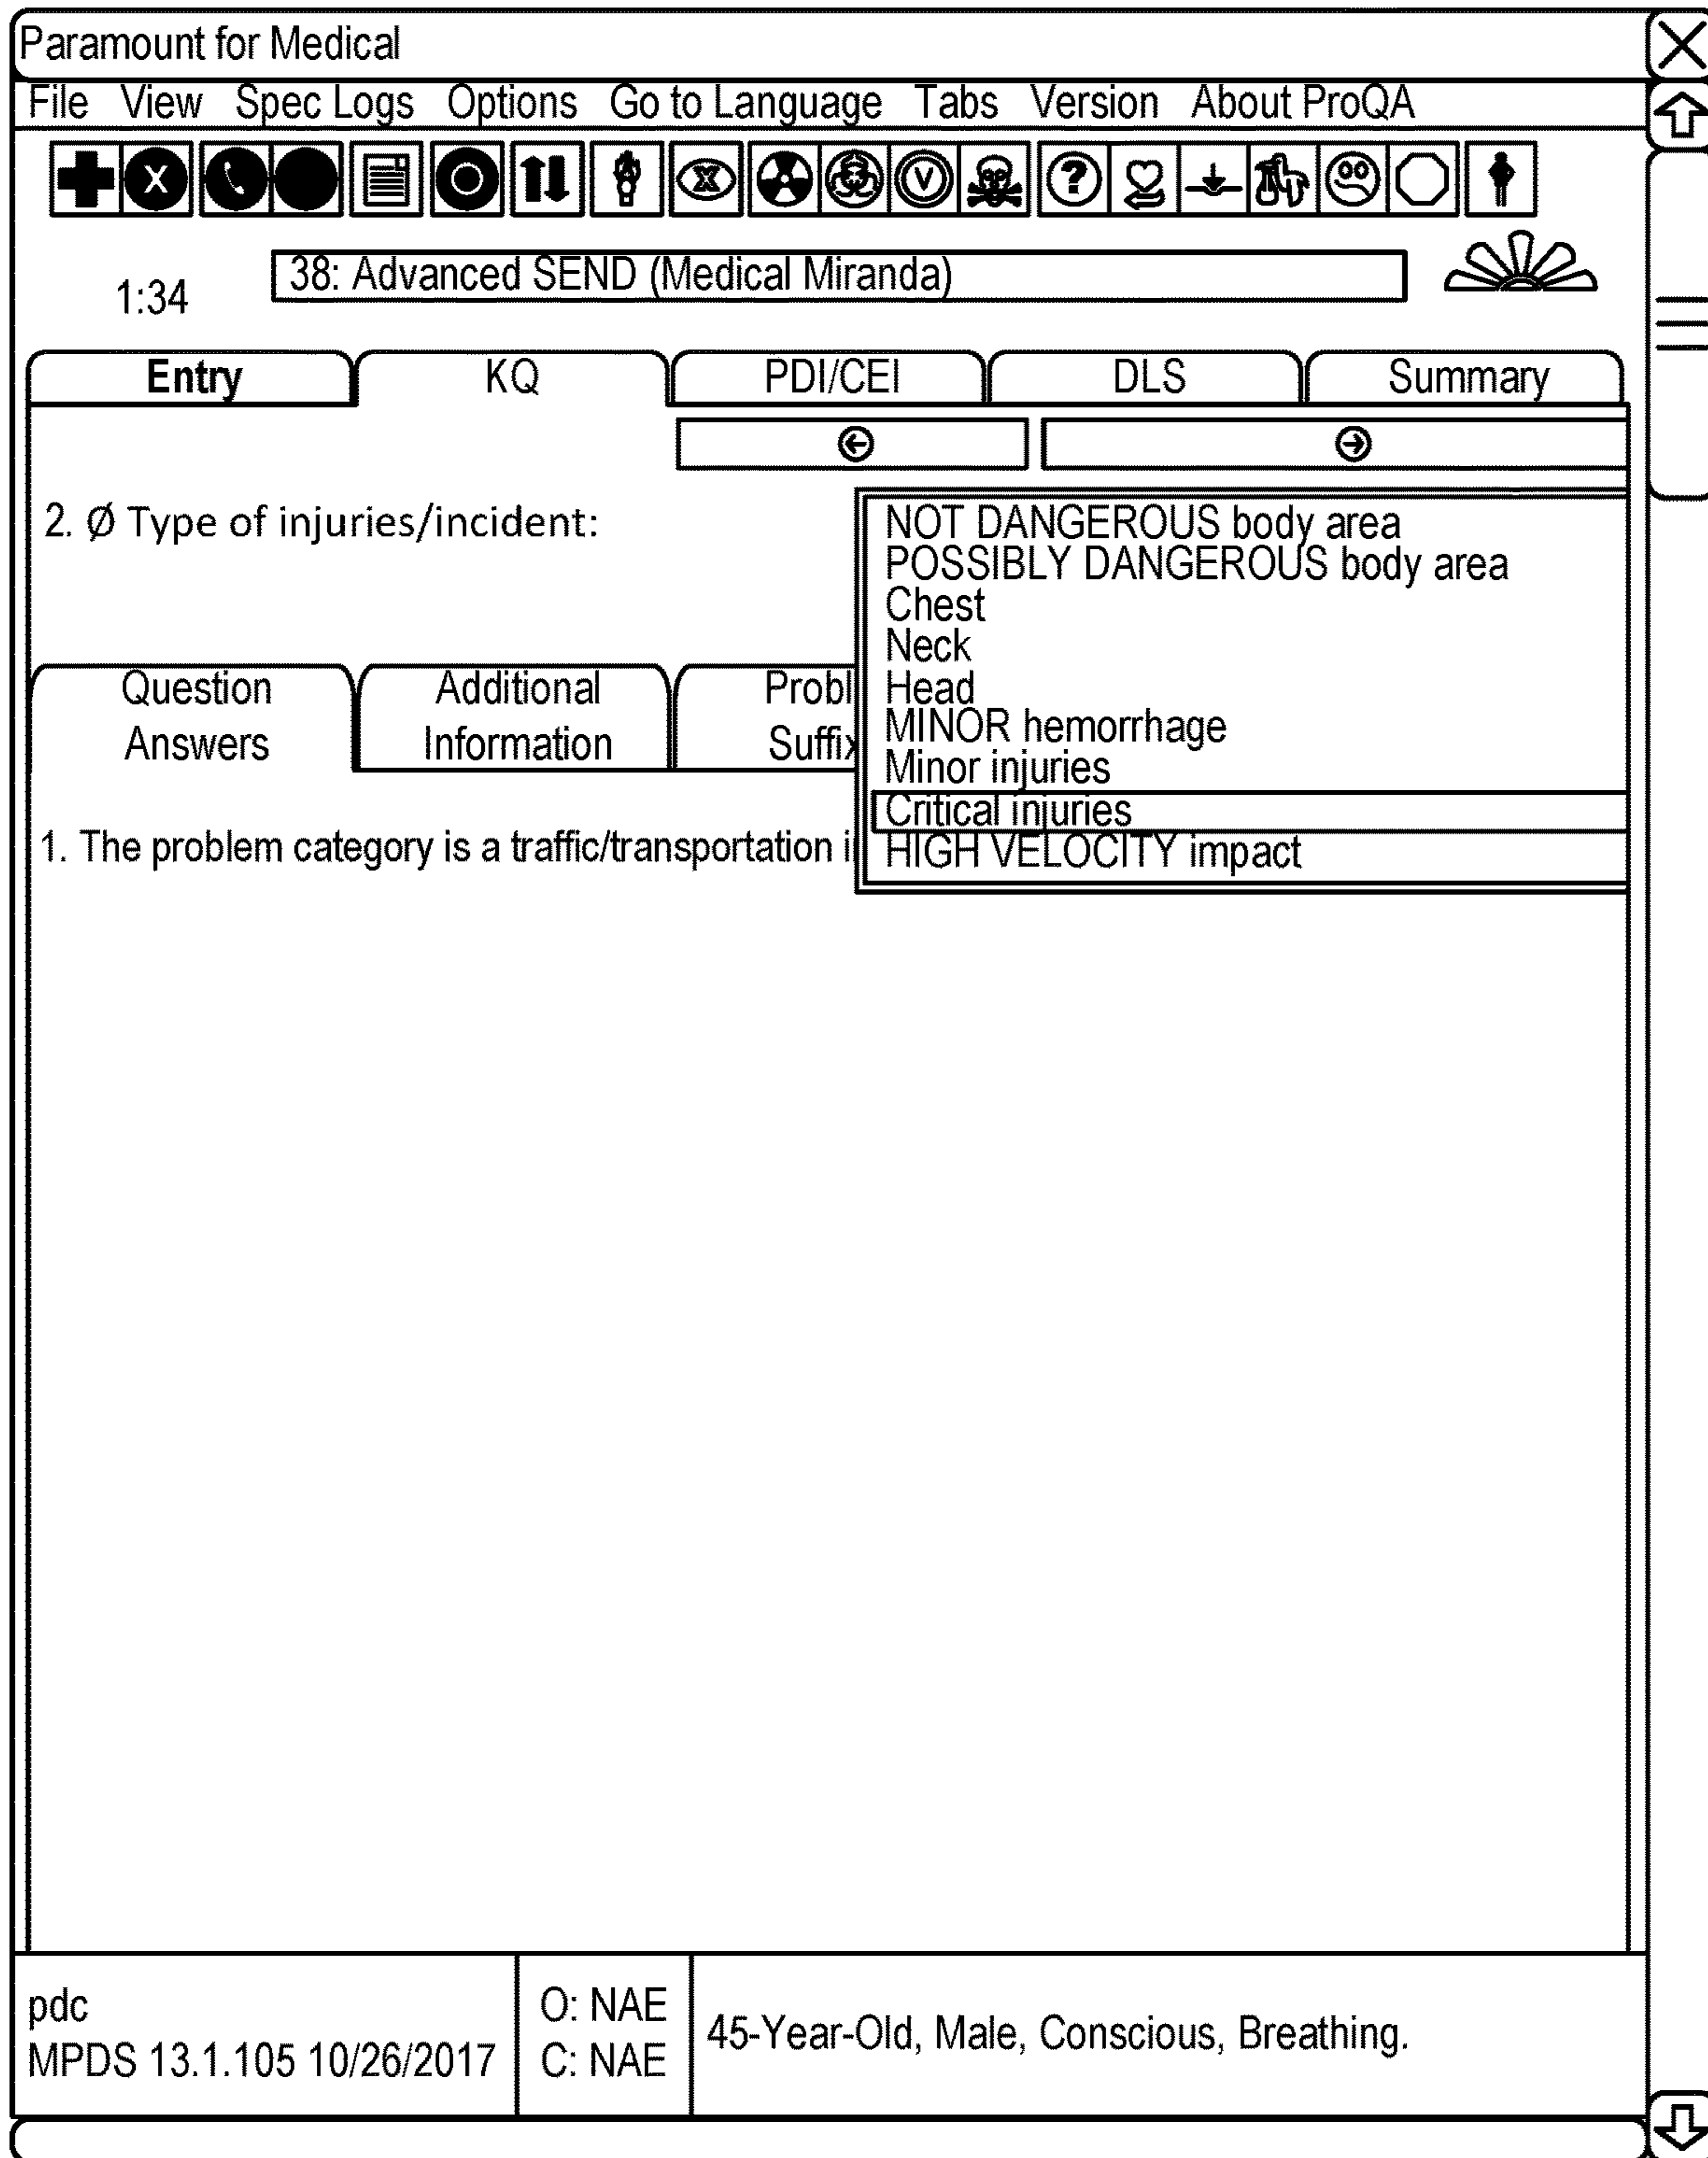 Paramount for Medical
File View Spec Logs Options Go to Language Tabs Version About ProQA
X
V
?
1:34
38: Advanced SEND (Medical Miranda)
Entry KQ PDI/CEI DLS Summary
2. Ø Type of injuries/incident:
NOT DANGEROUS body area
POSSIBLY DANGEROUS body area
Chest
Neck
Head
MINOR hemorrhage
Minor injuries
Critical injuries
HIGH VELOCITY impact
Question
Answers
Additional
Information
Probl
Suffix
1. The problem category is a traffic/transportation i
pdc
MPDS 13.1.105 10/26/2017
O: NAE
C: NAE
45-Year-Old, Male, Conscious, Breathing.